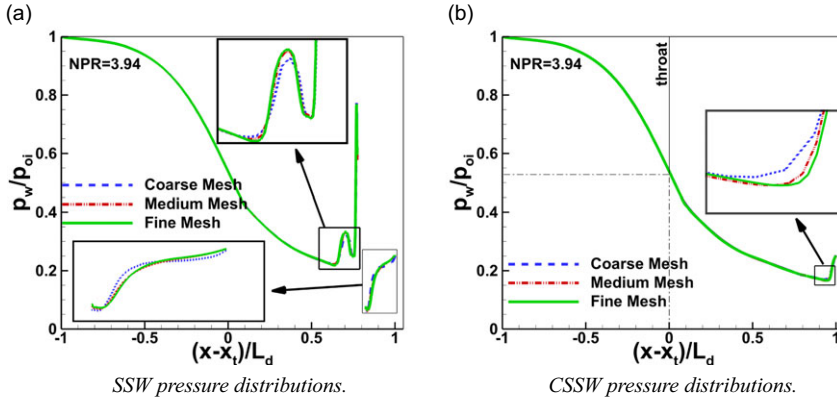 (a)
NPR=3.94
1
0.8
0.6
0.4
0.2
0
p_w/p_oi
Coarse Mesh
Medium Mesh
Fine Mesh
-1
-0.5
0
0.5
1
(x-x_t)/L_d
SSW pressure distributions.
(b)
NPR=3.94
throat
1
0.8
0.6
0.4
0.2
0
p_w/p_oi
Coarse Mesh
Medium Mesh
Fine Mesh
-1
-0.5
0
0.5
1
(x-x_t)/L_d
CSSW pressure distributions.